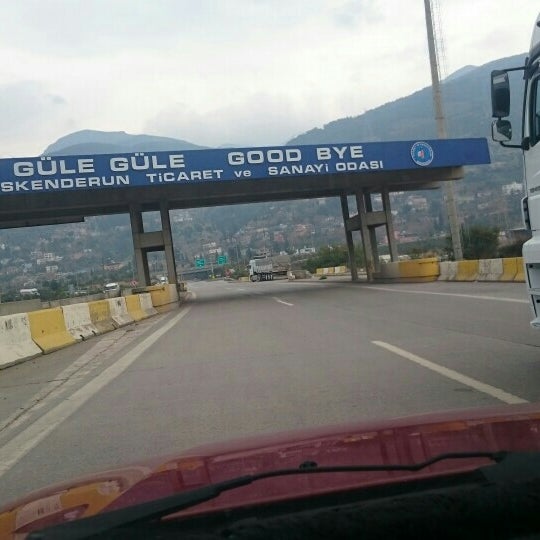 GÜLE GÜLE GOOD BYE
SKENDERUN TİCARET ve SANAYİ ODASI